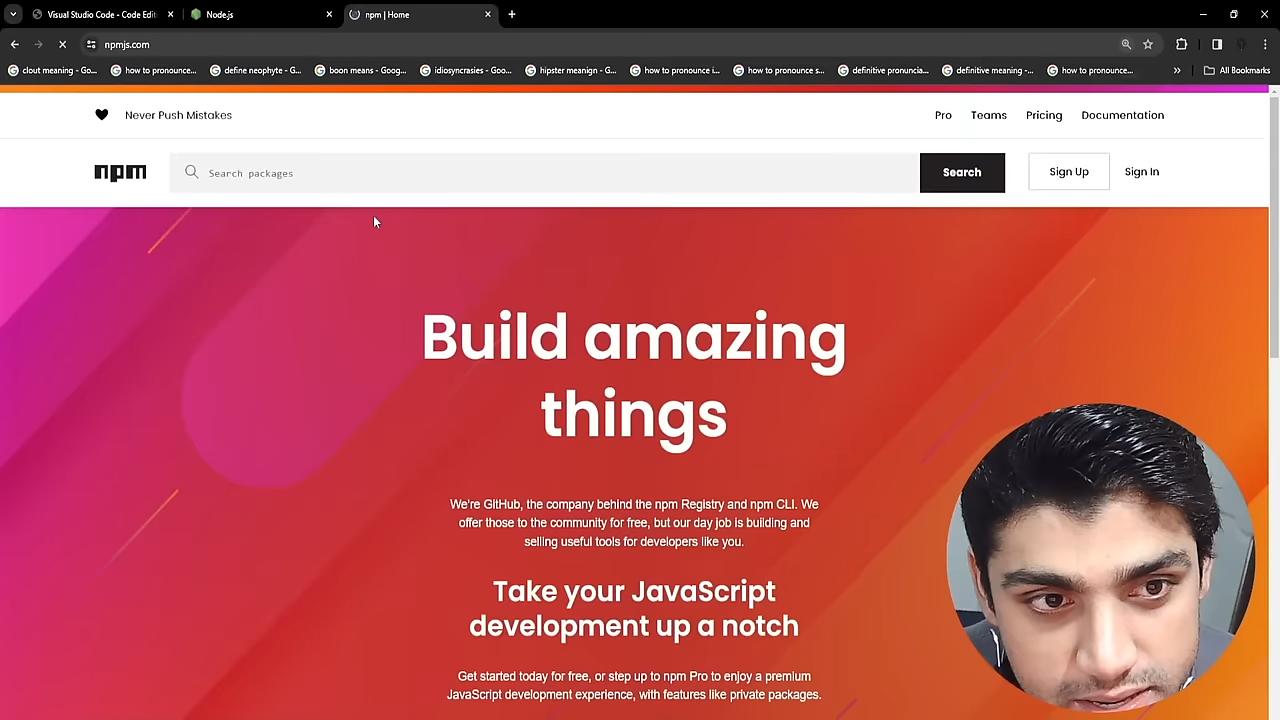 Visual Studio Code - Code Edit
Node.js
npm | Home
npmjs.com
clout meaning - Goo...
how to pronounce...
define neophyte - G...
boon means - Goog...
idiosyncrasies - Goo...
hipster meanign - G...
how to pronounce i...
how to pronounce s...
definitive pronuncia...
definitive meaning -...
how to pronounce...
All Bookmarks
Never Push Mistakes
Pro
Teams
Pricing
Documentation
npm
Search packages
Search
Sign Up
Sign In
Build amazing
things
We're GitHub, the company behind the npm Registry and npm CLI. We
offer those to the community for free, but our day job is building and
selling useful tools for developers like you.
Take your JavaScript
development up a notch
Get started today for free, or step up to npm Pro to enjoy a premium
JavaScript development experience, with features like private packages.